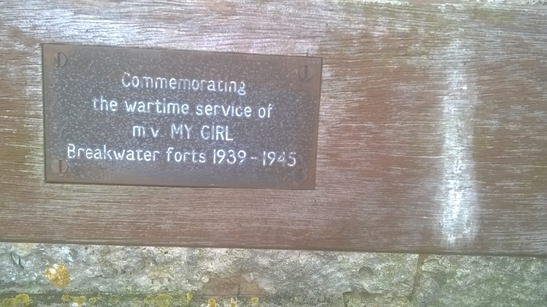 Commemorating
the wartime service of
m.v. MY GIRL
Breakwater forts 1939-1945